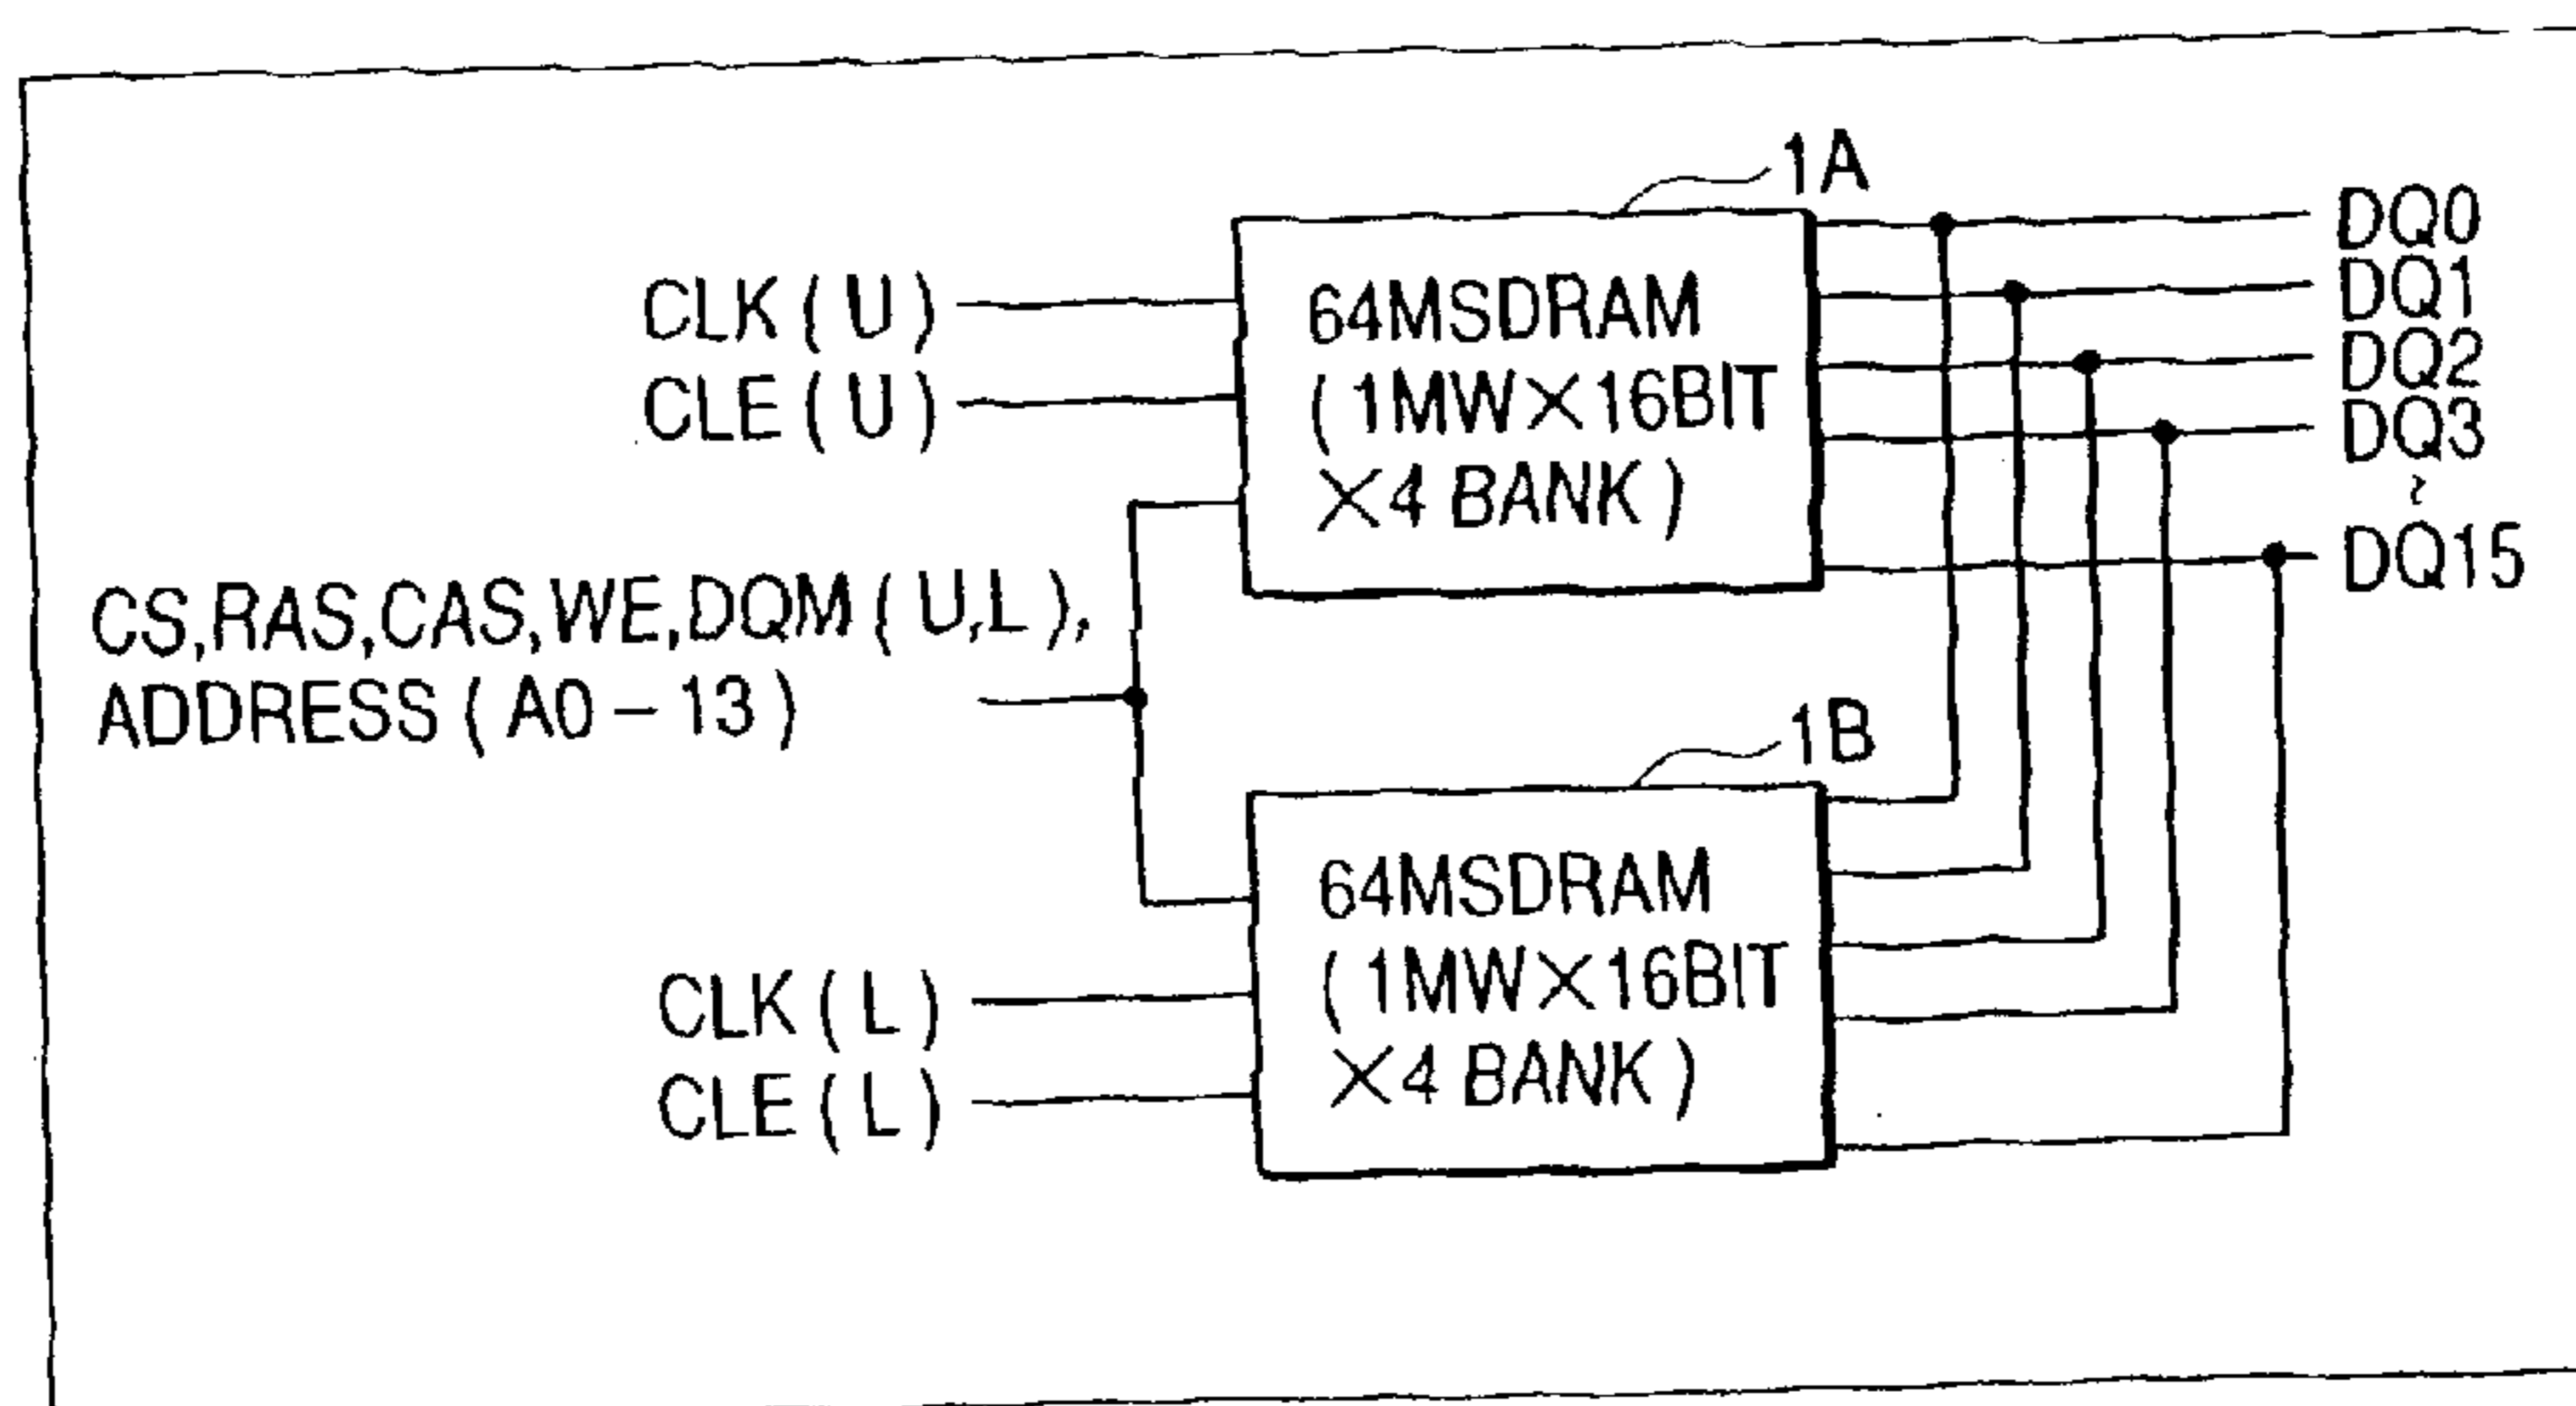 1A
CLK ( U )
CLE ( U )
64MSDRAM
( 1MW×16BIT
×4 BANK )
DQ0
DQ1
DQ2
DQ3
~
DQ15
CS,RAS,CAS,WE,DQM ( U,L ),
ADDRESS ( A0 – 13 )
1B
64MSDRAM
( 1MW×16BIT
×4 BANK )
CLK ( L )
CLE ( L )